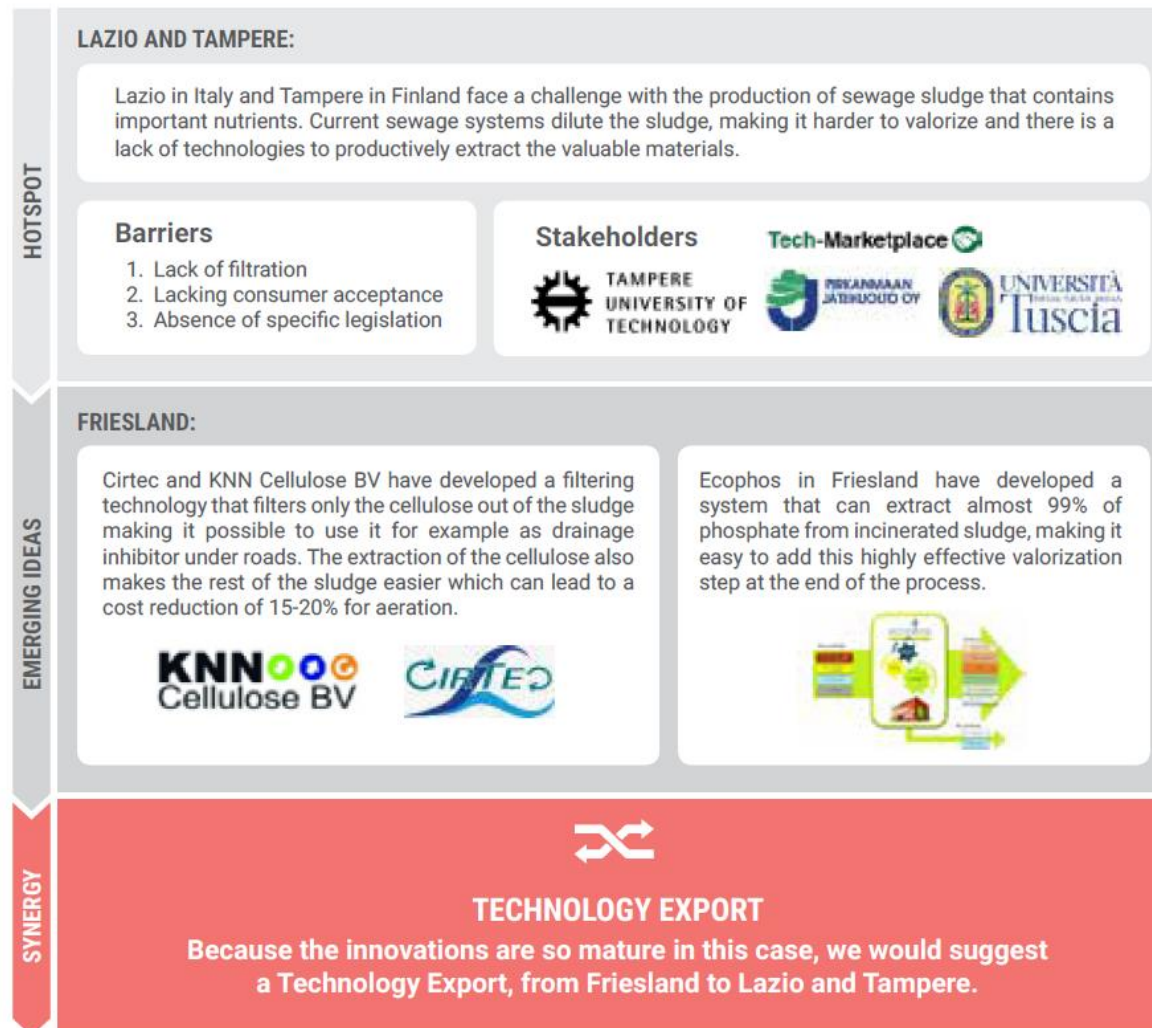 LAZIO AND TAMPERE:
Lazio in Italy and Tampere in Finland face a challenge with the production of sewage sludge that contains
important nutrients. Current sewage systems dilute the sludge, making it harder to valorize and there is a
lack of technologies to productively extract the valuable materials.
HOTSPOT
Barriers
1. Lack of filtration
2. Lacking consumer acceptance
3. Absence of specific legislation
Stakeholders
Tech-Marketplace
TAMPERE
UNIVERSITY OF
TECHNOLOGY
PIRKANMAAN
JÄTEHUOLTO OY
UNIVERSITÀ
Tuscia
EMERGING IDEAS
FRIESLAND:
Cirtec and KNN Cellulose BV have developed a filtering
technology that filters only the cellulose out of the sludge
making it possible to use it for example as drainage
inhibitor under roads. The extraction of the cellulose also
makes the rest of the sludge easier which can lead to a
cost reduction of 15-20% for aeration.
KNN
Cellulose BV
CIRTEC
Ecophos in Friesland have developed a
system that can extract almost 99% of
phosphate from incinerated sludge, making it
easy to add this highly effective valorization
step at the end of the process.
SYNERGY
TECHNOLOGY EXPORT
Because the innovations are so mature in this case, we would suggest
a Technology Export, from Friesland to Lazio and Tampere.